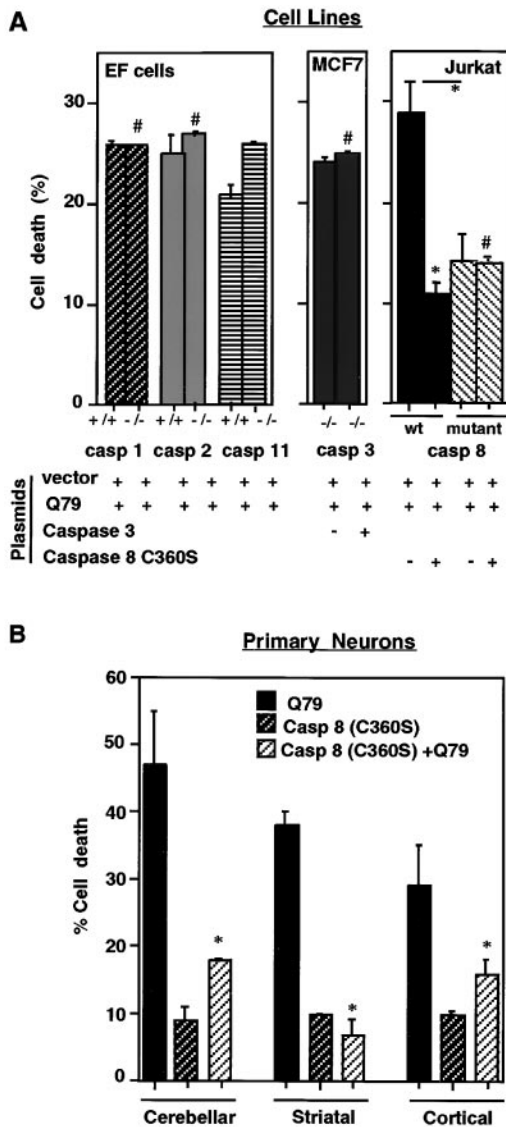 A
Cell Lines
EF cells
MCF7
Jurkat
Cell death (%)
30
20
10
0
# # # * * #
+/+ -/- +/+ -/- +/+ -/- -/- -/- wt mutant
casp 1 casp 2 casp 11 casp 3 casp 8
Plasmids
vector + + + + + + + + + + + +
Q79 + + + + + + + + + + + +
Caspase 3 - +
Caspase 8 C360S - + - +
B
Primary Neurons
% Cell death
60
50
40
30
20
10
0
Q79
Casp 8 (C360S)
Casp 8 (C360S) +Q79
* * *
Cerebellar Striatal Cortical